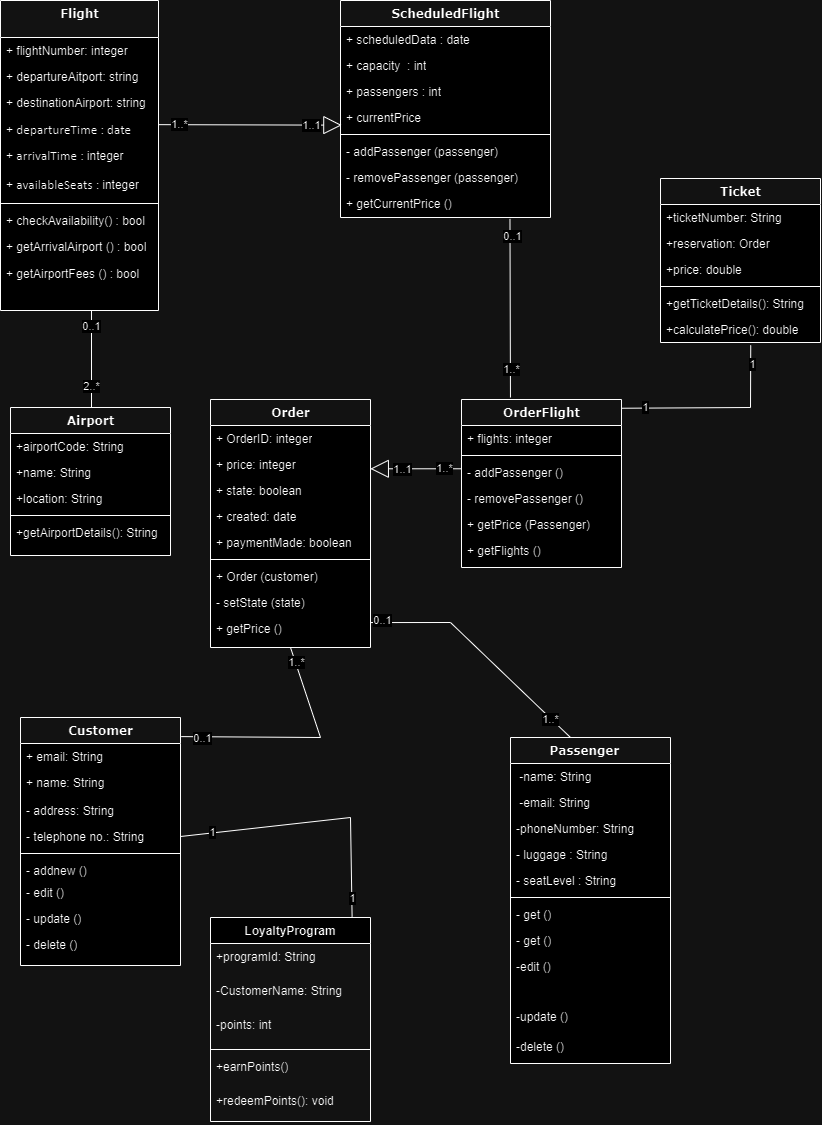 Flight
+ flightNumber: integer
+ departureAitport: string
+ destinationAirport: string
+ departureTime : date
+ arrivalTime : integer
+ availableSeats : integer
+ checkAvailability() : bool
+ getArrivalAirport () : bool
+ getAirportFees () : bool
1..*
1..1
ScheduledFlight
+ scheduledData : date
+ capacity : int
+ passengers : int
+ currentPrice
- addPassenger (passenger)
- removePassenger (passenger)
+ getCurrentPrice ()
0..1
1..*
Ticket
+ticketNumber: String
+reservation: Order
+price: double
+getTicketDetails(): String
+calculatePrice(): double
1
1
0..1
2..*
Airport
+airportCode: String
+name: String
+location: String
+getAirportDetails(): String
Order
+ OrderID: integer
+ price: integer
+ state: boolean
+ created: date
+ paymentMade: boolean
+ Order (customer)
- setState (state)
+ getPrice ()
1..1
1..*
OrderFlight
+ flights: integer
- addPassenger ()
- removePassenger ()
+ getPrice (Passenger)
+ getFlights ()
0..1
1..*
1..*
0..1
Customer
+ email: String
+ name: String
- address: String
- telephone no.: String
- addnew ()
- edit ()
- update ()
- delete ()
1
1
LoyaltyProgram
+programId: String
-CustomerName: String
-points: int
+earnPoints()
+redeemPoints(): void
Passenger
-name: String
-email: String
-phoneNumber: String
- luggage : String
- seatLevel : String
- get ()
- get ()
-edit ()
-update ()
-delete ()